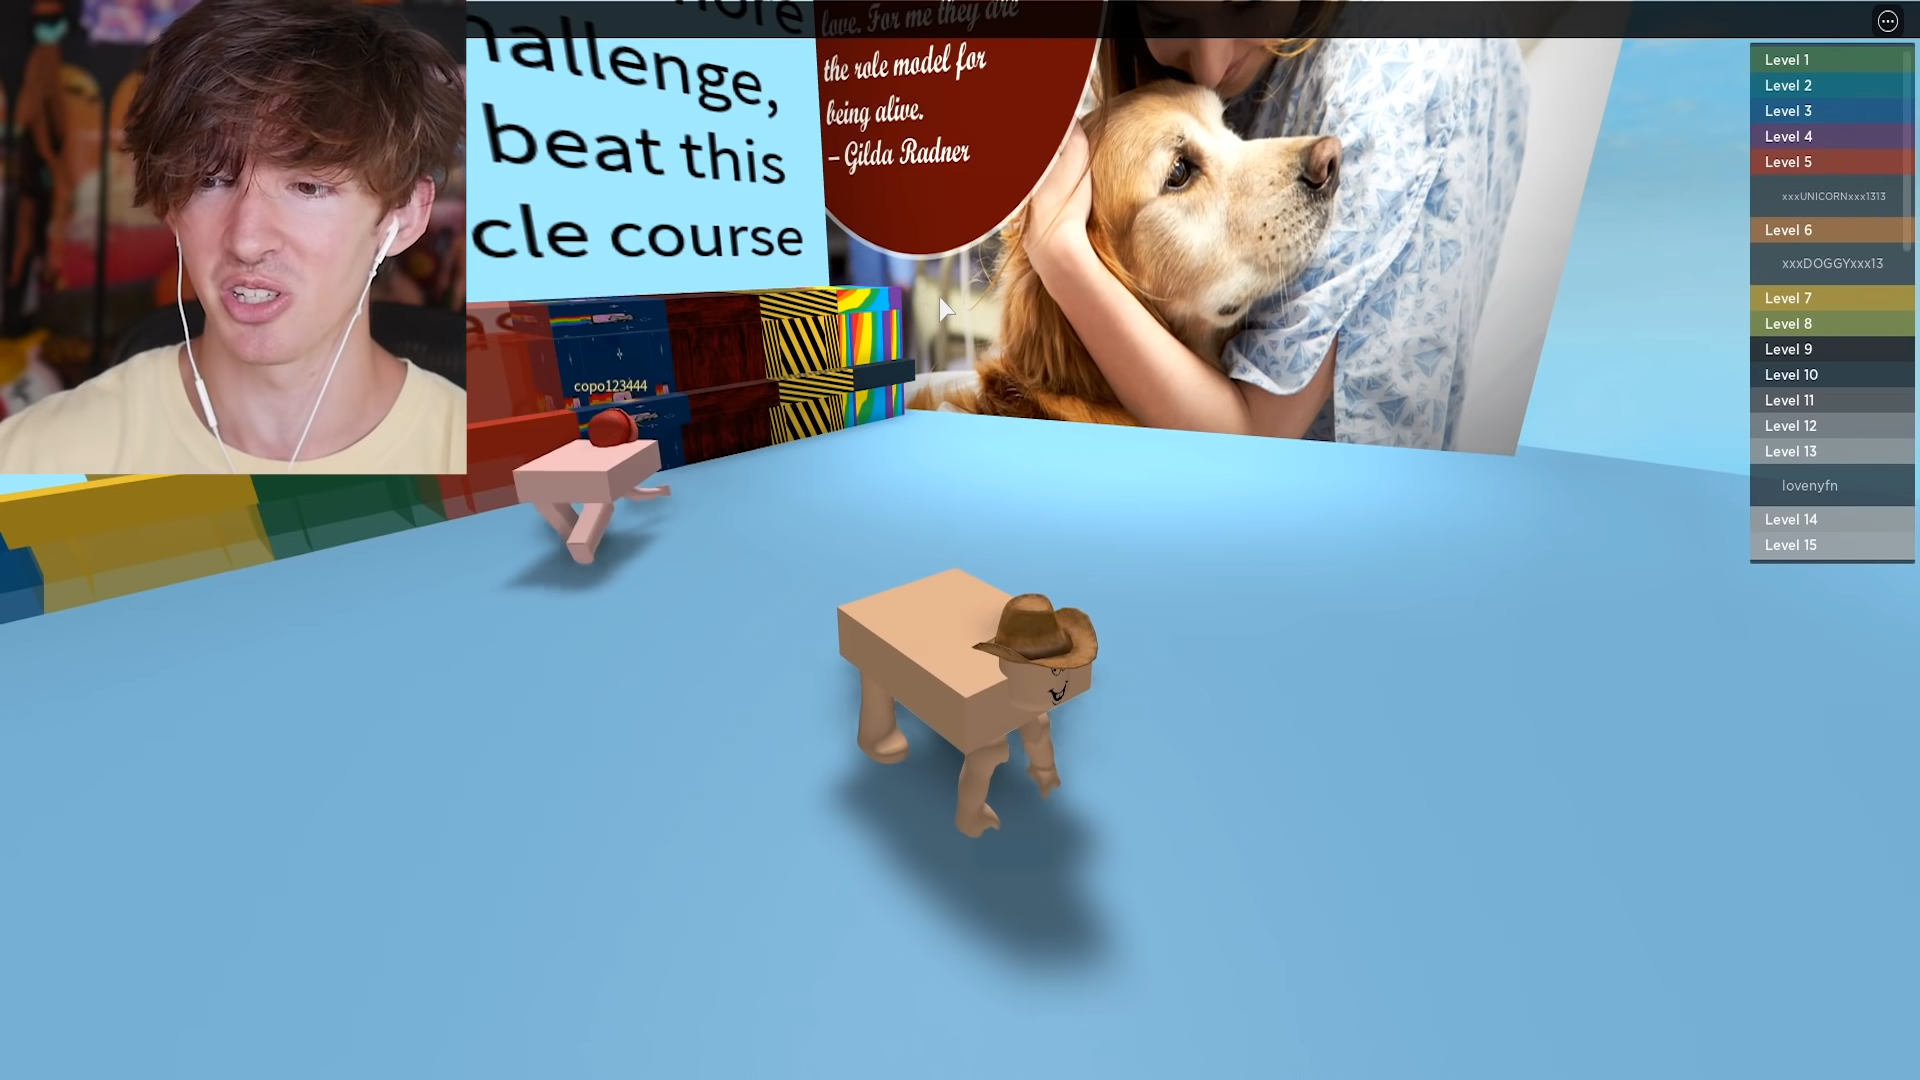 hallenge,
beat this
cle course
love. For me they are
the role model for
being alive.
– Gilda Radner
copo123444
Level 1
Level 2
Level 3
Level 4
Level 5
xxxUNICORNxxx1313
Level 6
xxxDOGGYxxx13
Level 7
Level 8
Level 9
Level 10
Level 11
Level 12
Level 13
lovenyfn
Level 14
Level 15